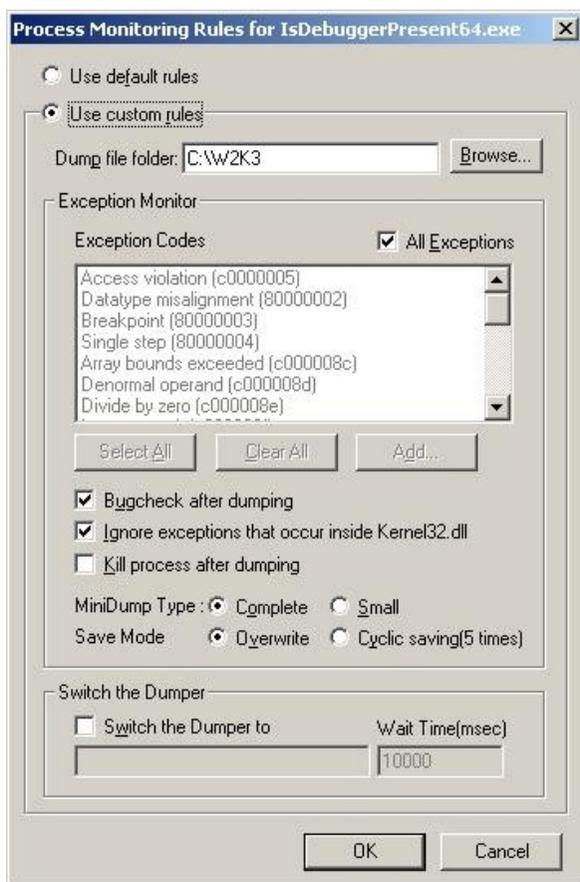 Process Monitoring Rules for IsDebuggerPresent64.exe
Use default rules
Use custom rules
Dump file folder: C:\W2K3 Browse...
Exception Monitor
Exception Codes All Exceptions
Access violation (c0000005)
Datatype misalignment (80000002)
Breakpoint (80000003)
Single step (80000004)
Array bounds exceeded (c000008c)
Denormal operand (c000008d)
Divide by zero (c000008e)
Select All Clear All Add...
Bugcheck after dumping
Ignore exceptions that occur inside Kernel32.dll
Kill process after dumping
MiniDump Type : Complete Small
Save Mode Overwrite Cyclic saving(5 times)
Switch the Dumper
Switch the Dumper to Wait Time(msec)
10000
OK Cancel